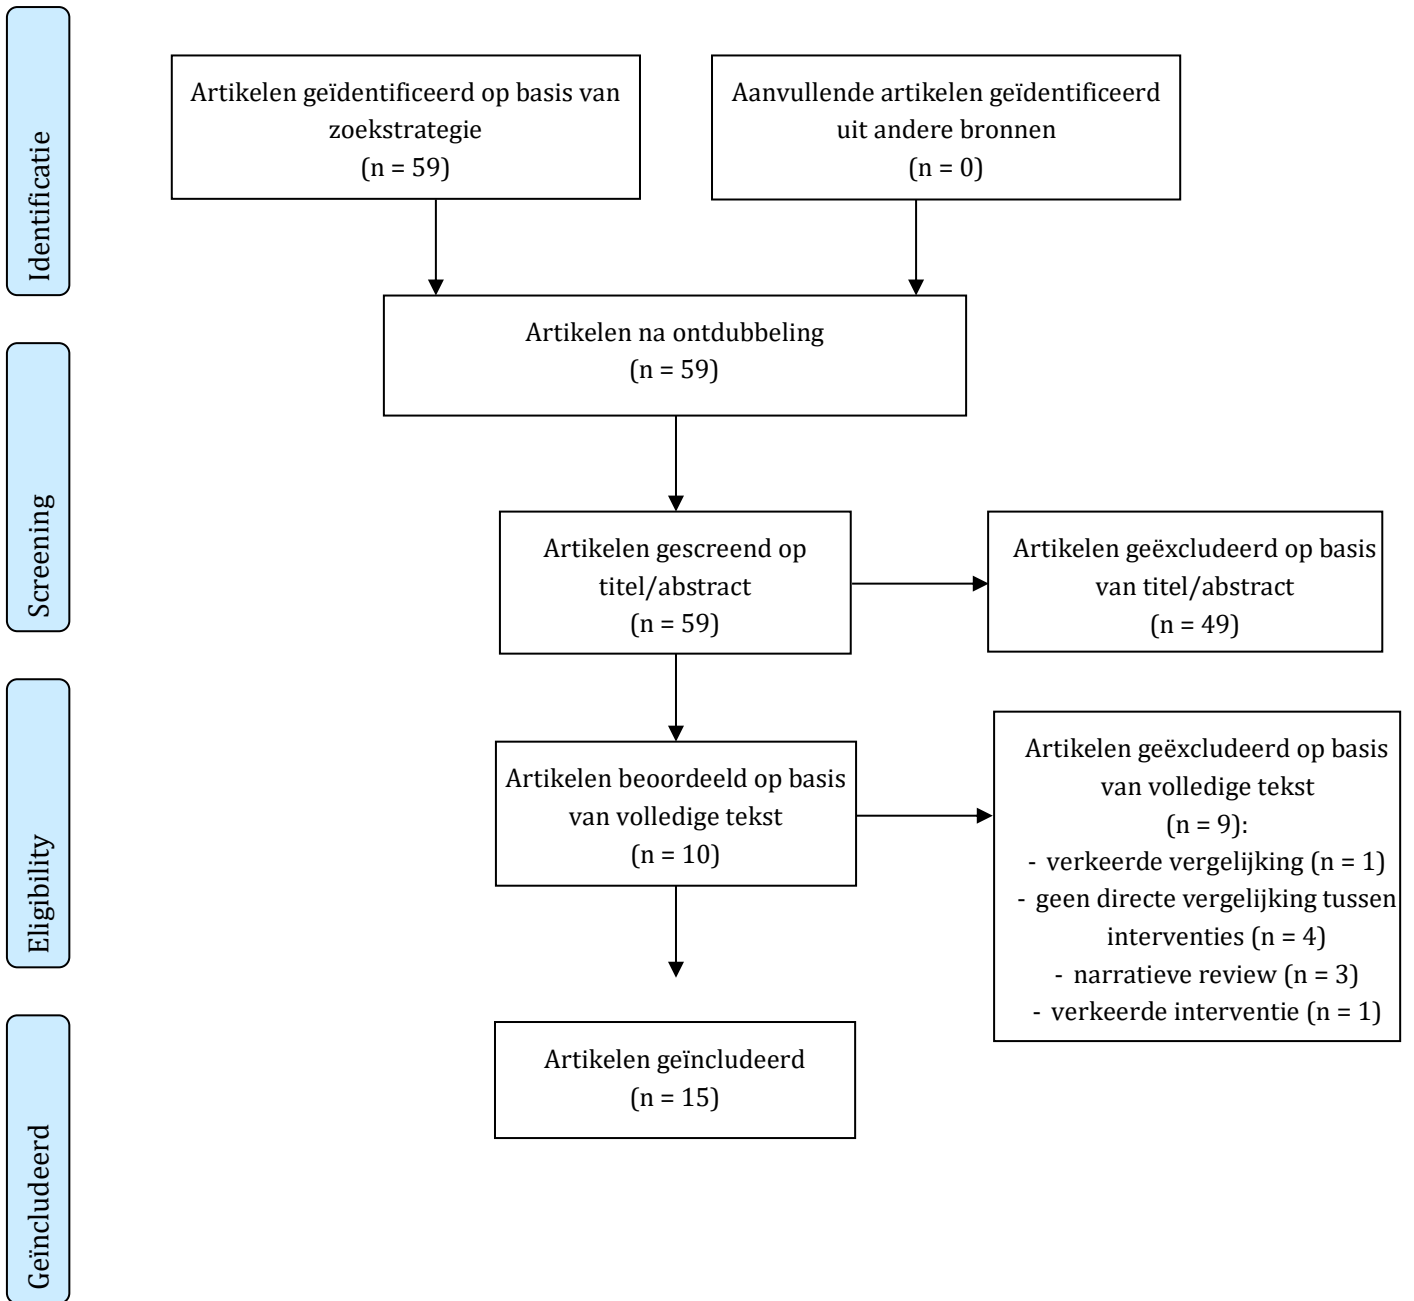 Identificatie
Artikelen geïdentificeerd op basis van
zoekstrategie
(n = 59)
Aanvullende artikelen geïdentificeerd
uit andere bronnen
(n = 0)
Artikelen na ontdubbeling
(n = 59)
Screening
Artikelen gescreend op
titel/abstract
(n = 59)
Artikelen geëxcludeerd op basis
van titel/abstract
(n = 49)
Eligibility
Artikelen beoordeeld op basis
van volledige tekst
(n = 10)
Artikelen geëxcludeerd op basis
van volledige tekst
(n = 9):
- verkeerde vergelijking (n = 1)
- geen directe vergelijking tussen
interventies (n = 4)
- narratieve review (n = 3)
- verkeerde interventie (n = 1)
Geïncludeerd
Artikelen geïncludeerd
(n = 15)